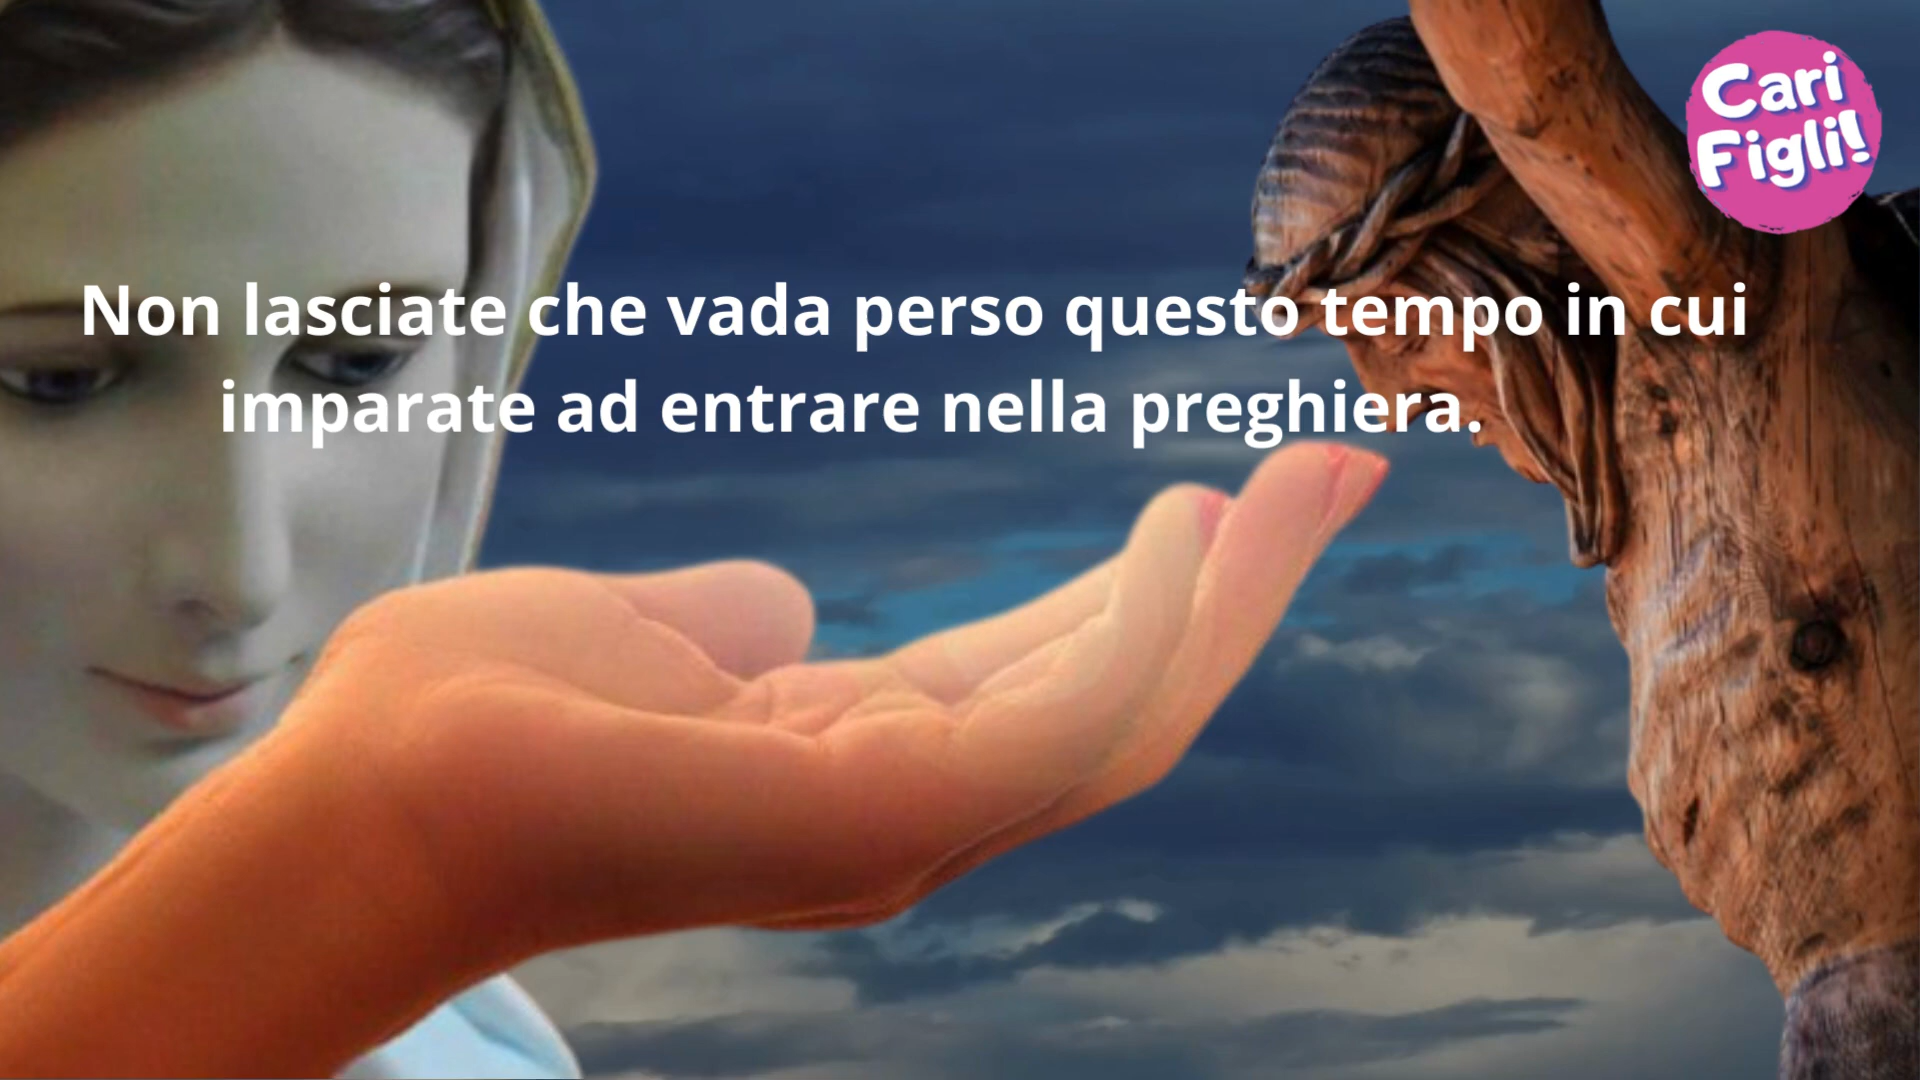 Cari
Figli!
Non lasciate che vada perso questo tempo in cui
imparate ad entrare nella preghiera.